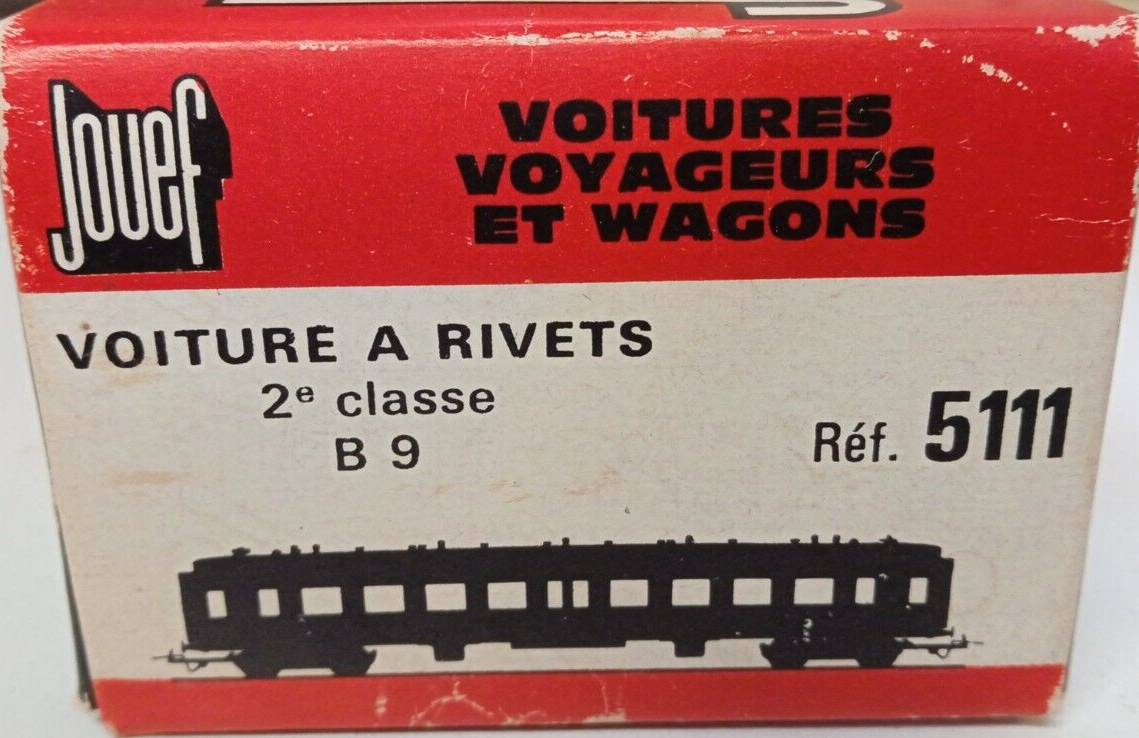 Jouef
VOITURES
VOYAGEURS
ET WAGONS
VOITURE A RIVETS
2e classe
B 9
Réf. 5111